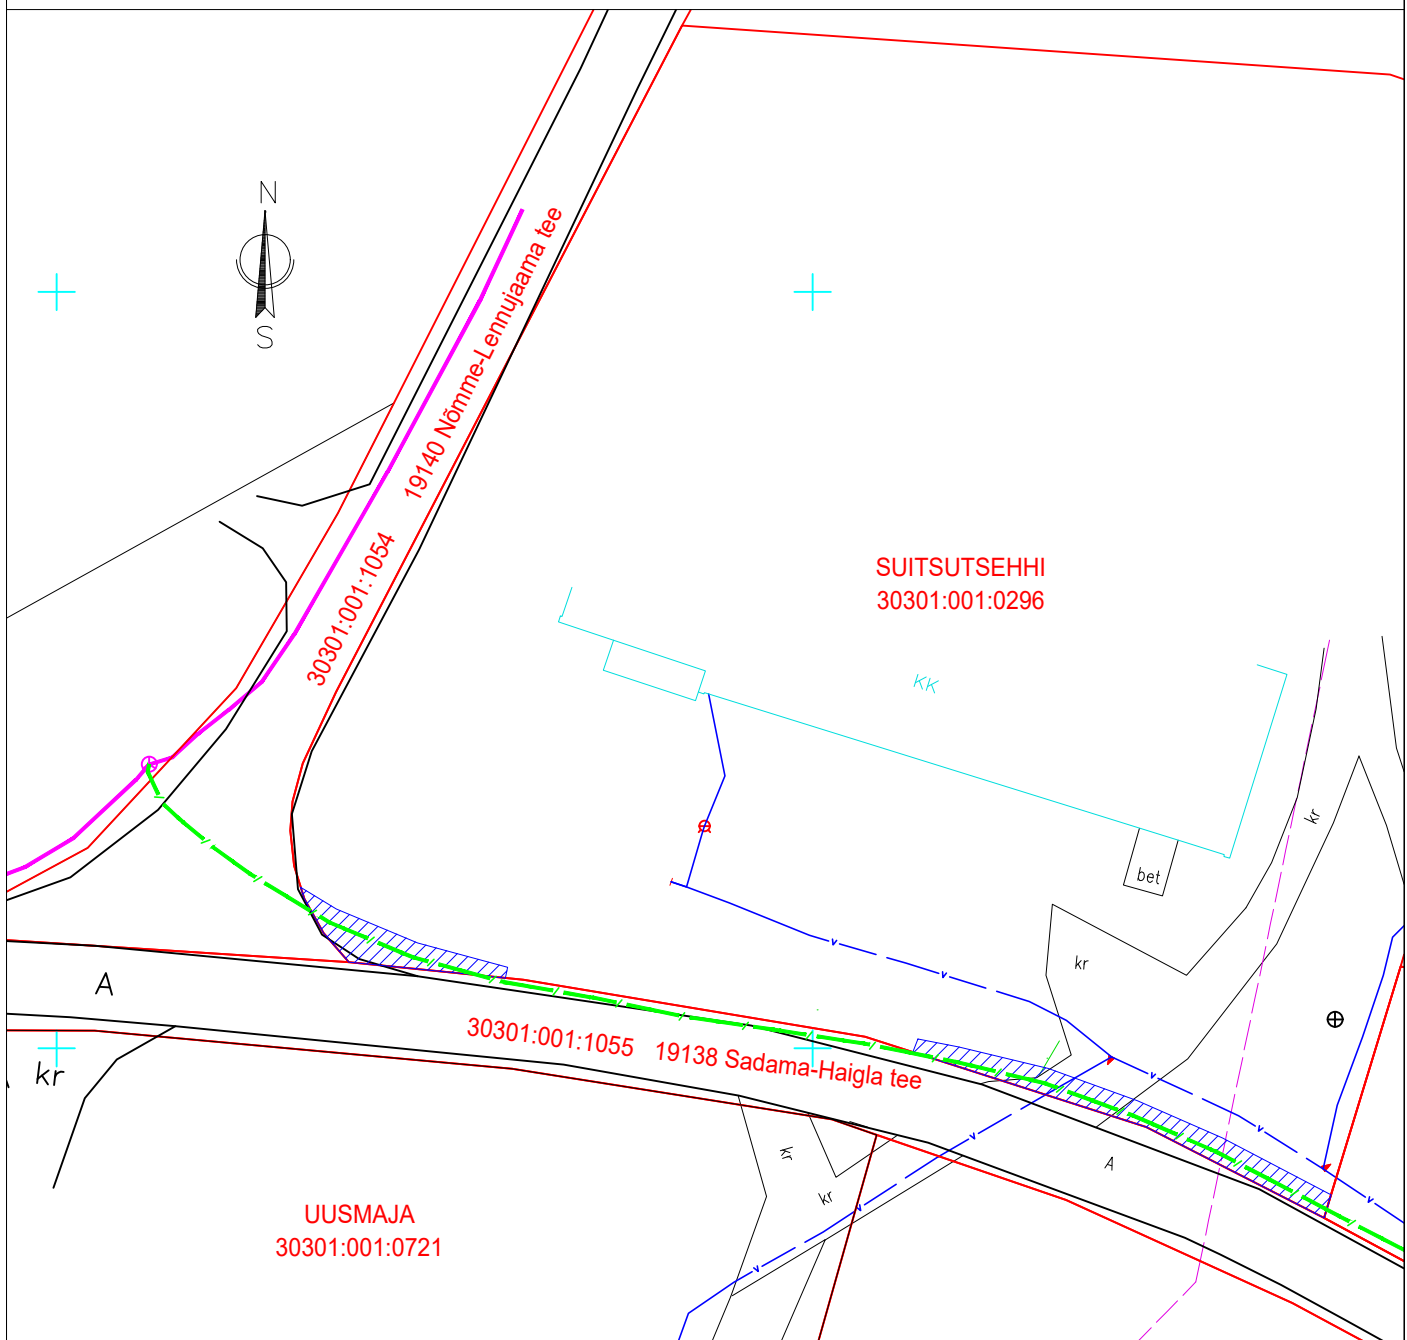 N
S
19140 Nõmme-Lennujaama tee
30301:001:1054
SUITSUTSEHHI
30301:001:0296
KK
kr
bet
kr
A
30301:001:1055 19138 Sadama-Haigla tee
kr
A
kr
kr
UUSMAJA
30301:001:0721